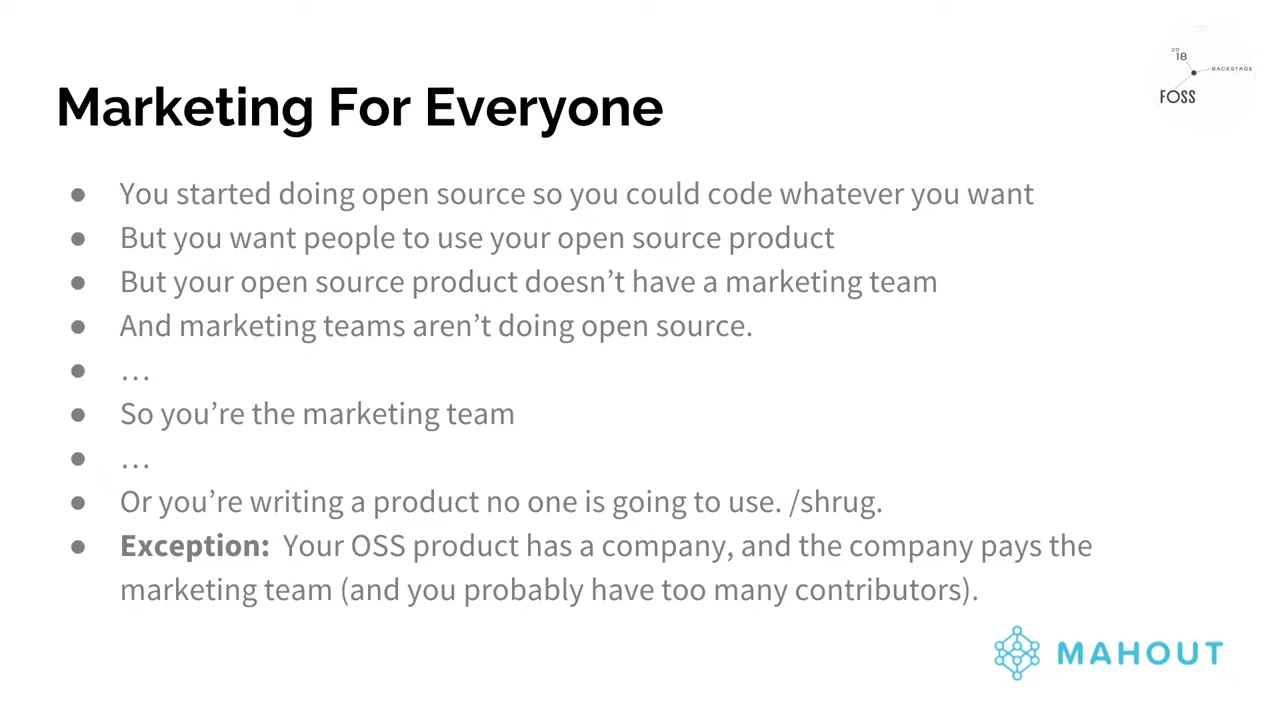 20
18
BACKSTAGE
FOSS
Marketing For Everyone
● You started doing open source so you could code whatever you want
● But you want people to use your open source product
● But your open source product doesn’t have a marketing team
● And marketing teams aren’t doing open source.
● …
● So you’re the marketing team
● …
● Or you’re writing a product no one is going to use. /shrug.
● Exception:  Your OSS product has a company, and the company pays the
marketing team (and you probably have too many contributors).
MAHOUT